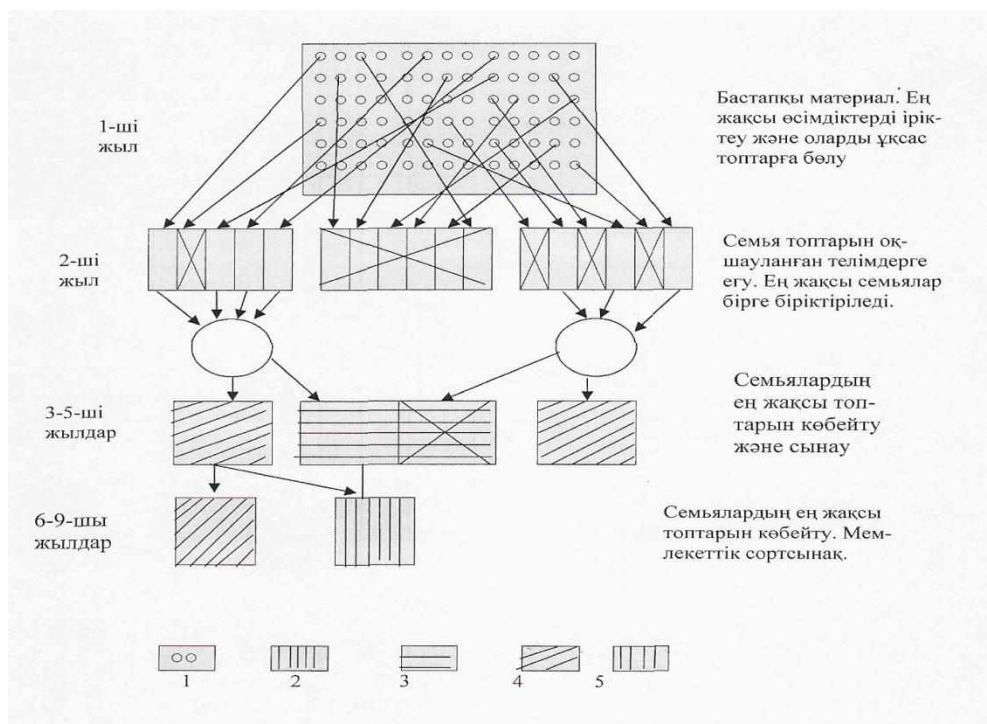 1-ші
жыл
Бастапқы материал. Ең
жақсы өсімдіктерді ірік-
теу және оларды ұқсас
топтарға бөлу
2-ші
жыл
Семья топтарын оқ-
шауланған телімдерге
егу. Ең жақсы семьялар
бірге біріктіріледі.
3-5-ші
жылдар
Семьялардың
ең жақсы топ-
тарын көбейту
және сынау
6-9-шы
жылдар
Семьялардың ең жақсы
топтарын көбейту. Мем-
лекеттік сортсынақ.
1 2 3 4 5